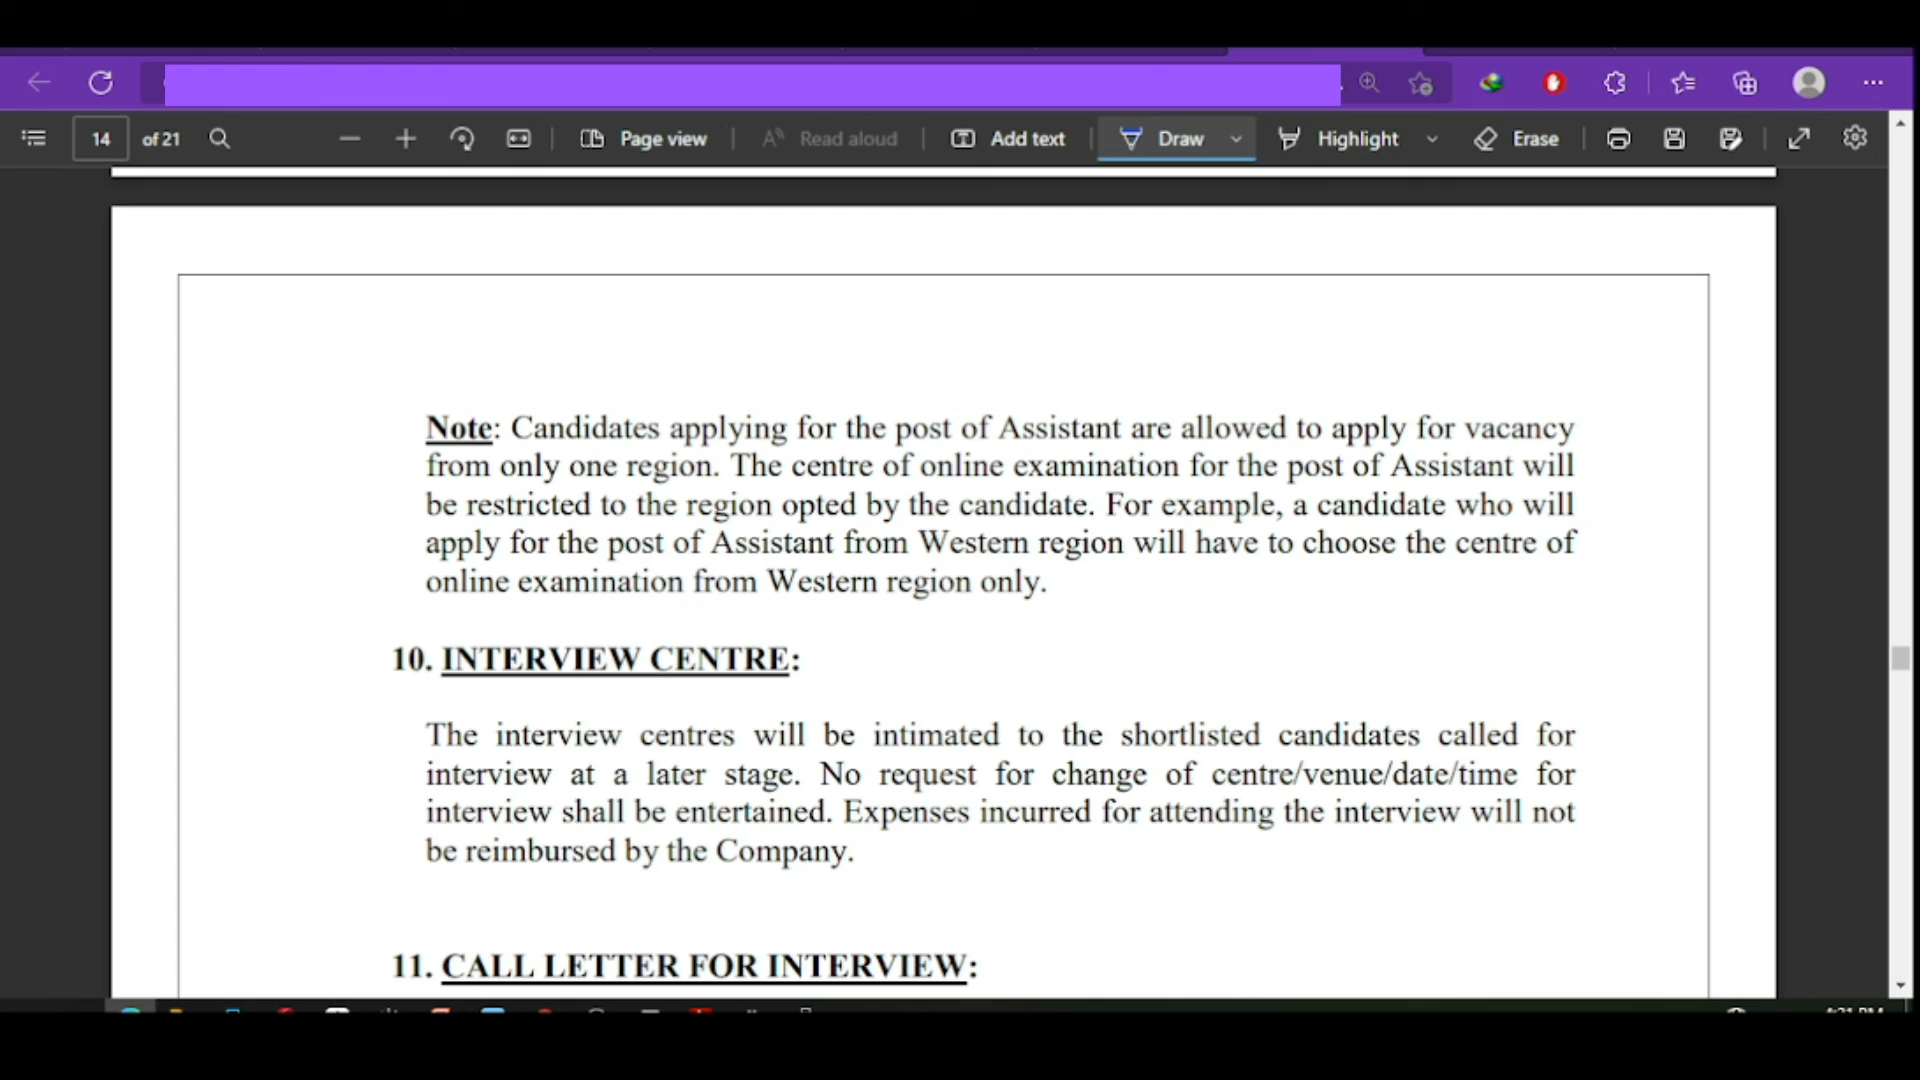 14 of 21 Page view Read aloud Add text Draw Highlight Erase
Note: Candidates applying for the post of Assistant are allowed to apply for vacancy
from only one region. The centre of online examination for the post of Assistant will
be restricted to the region opted by the candidate. For example, a candidate who will
apply for the post of Assistant from Western region will have to choose the centre of
online examination from Western region only.
10. INTERVIEW CENTRE:
The interview centres will be intimated to the shortlisted candidates called for
interview at a later stage. No request for change of centre/venue/date/time for
interview shall be entertained. Expenses incurred for attending the interview will not
be reimbursed by the Company.
11. CALL LETTER FOR INTERVIEW: